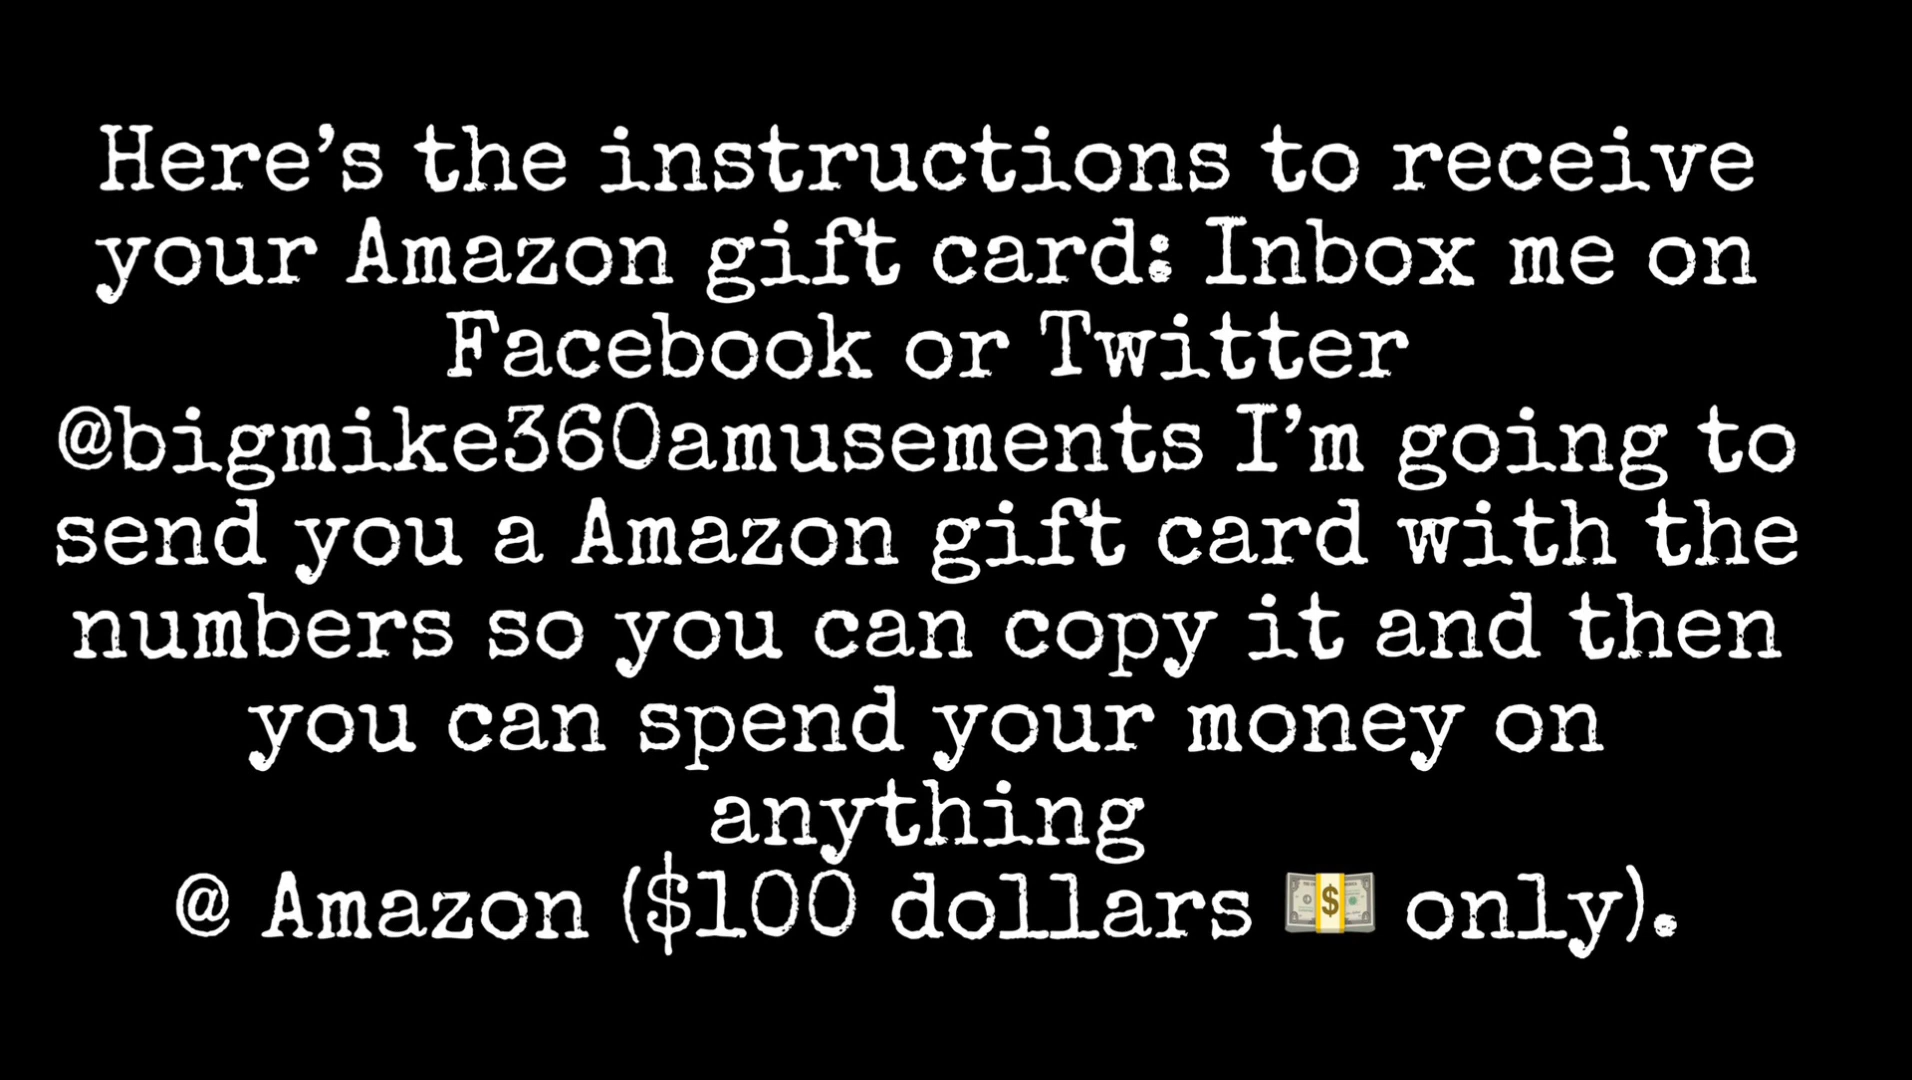 Here’s the instructions to receive
your Amazon gift card: Inbox me on
Facebook or Twitter
@bigmike360amusements I’m going to
send you a Amazon gift card with the
numbers so you can copy it and then
you can spend your money on
anything
@ Amazon ($100 dollars 💵 only).